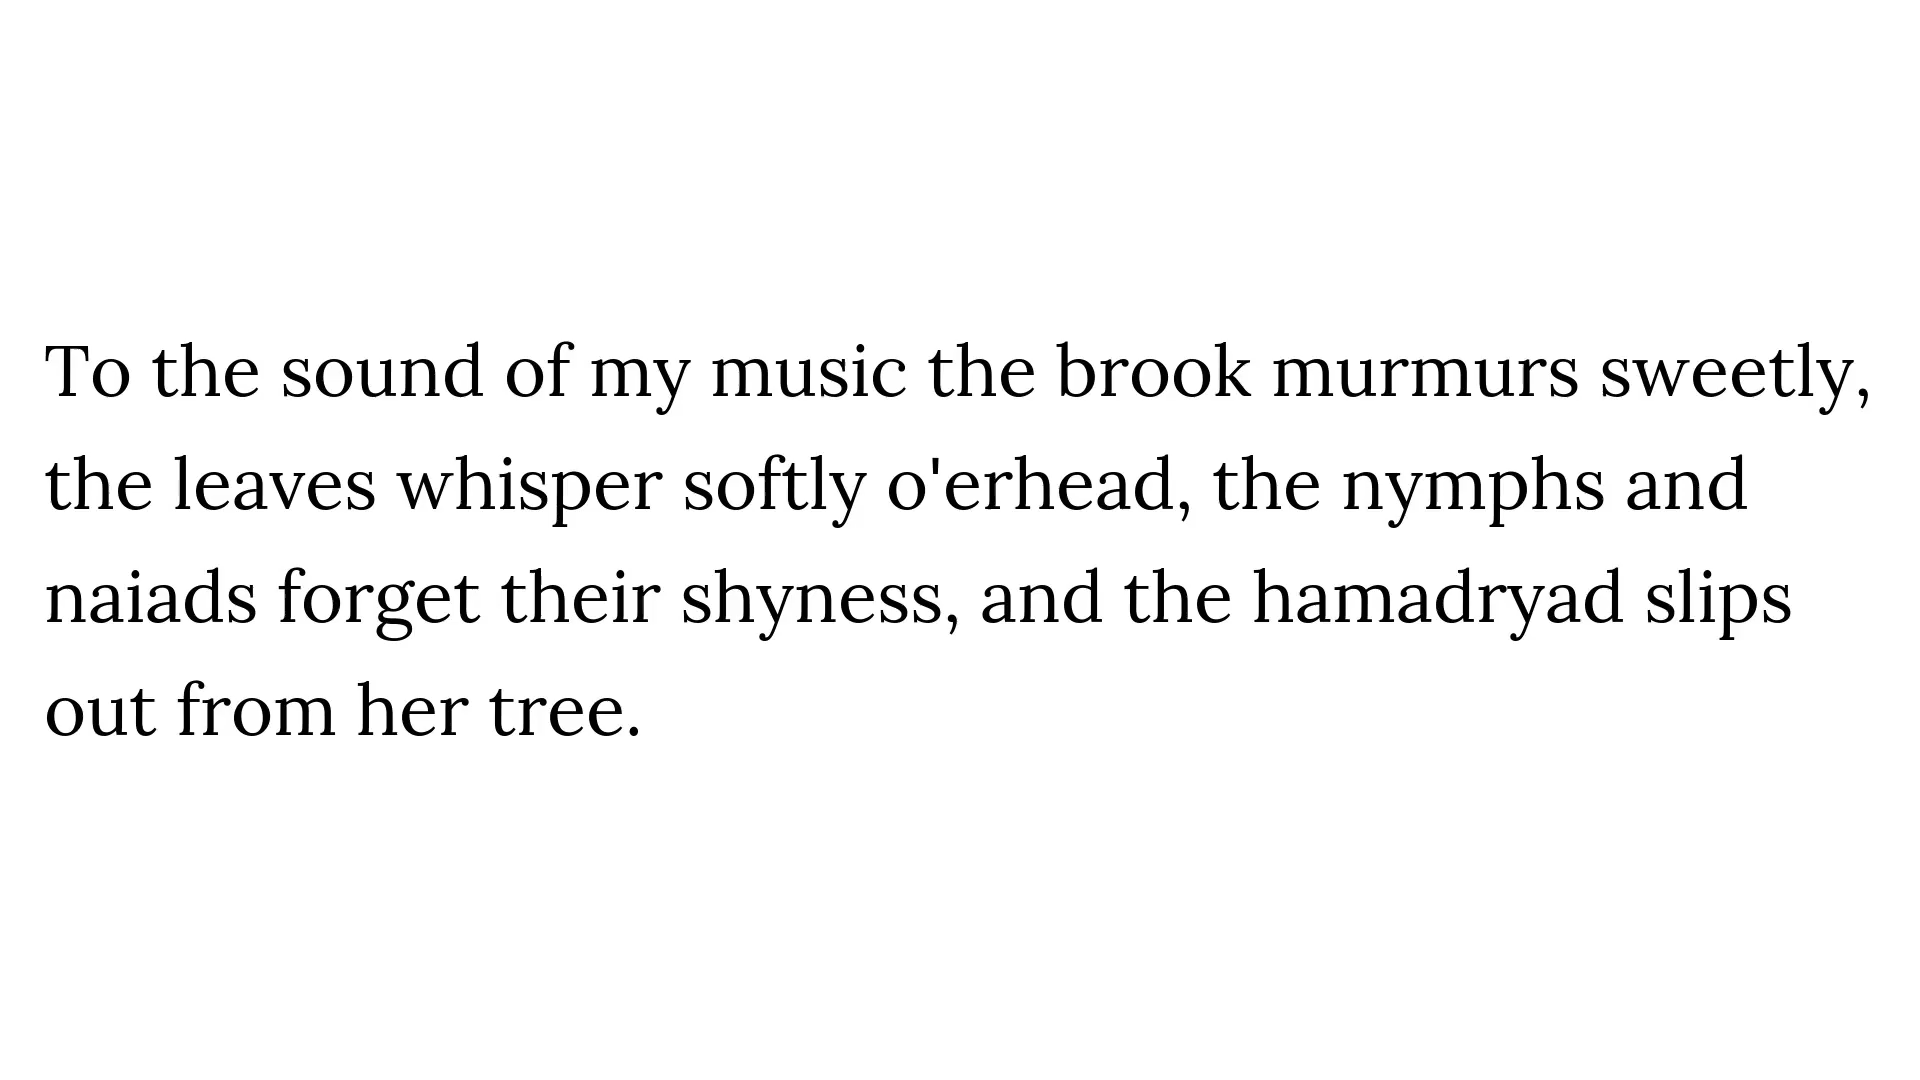 To the sound of my music the brook murmurs sweetly,
the leaves whisper softly o'erhead, the nymphs and
naiads forget their shyness, and the hamadryad slips
out from her tree.